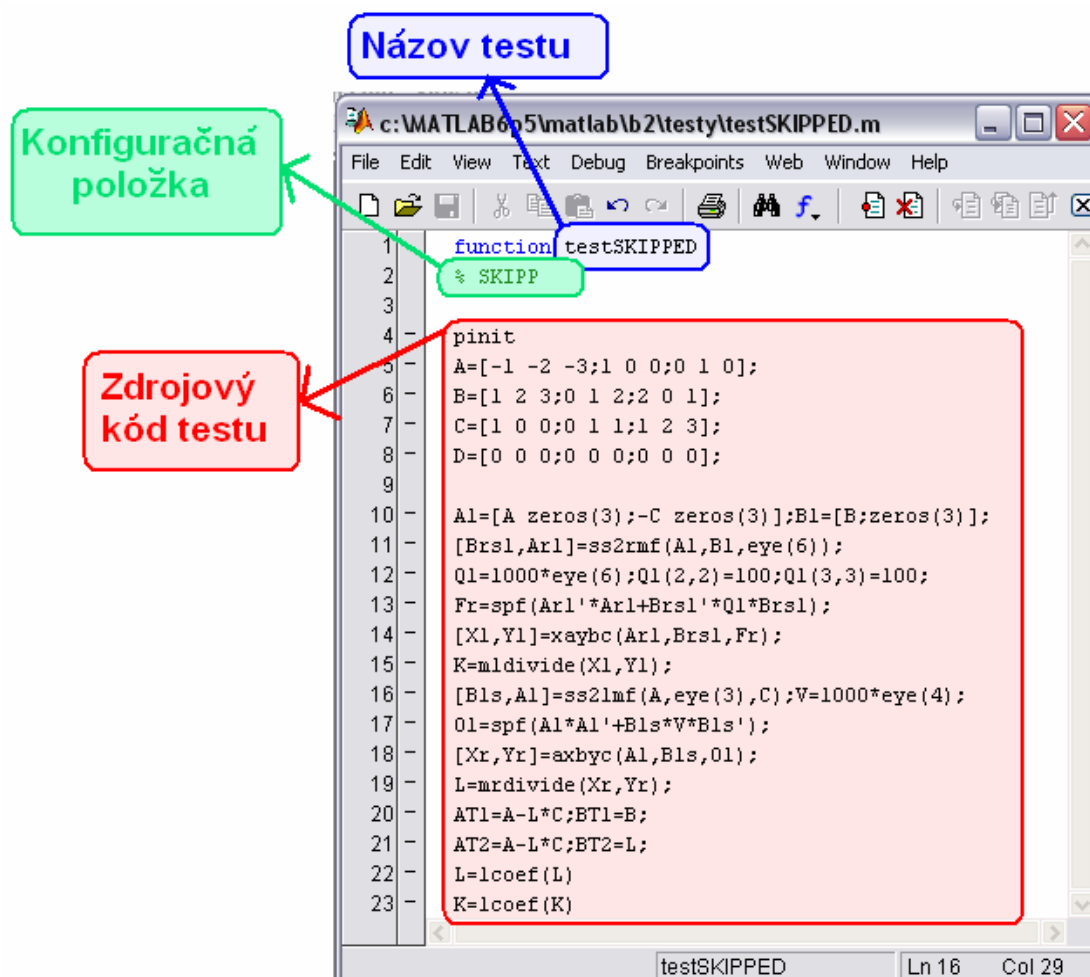 Názov testu
Konfiguračná
položka
Zdrojový
kód testu
c:\MATLAB6p5\matlab\b2\testy\testSKIPPED.m
File Edit View Text Debug Breakpoints Web Window Help
1 function testSKIPPED
2 % SKIPP
3
4 - pinit
5 - A=[-1 -2 -3;1 0 0;0 1 0];
6 - B=[1 2 3;0 1 2;2 0 1];
7 - C=[1 0 0;0 1 1;1 2 3];
8 - D=[0 0 0;0 0 0;0 0 0];
9
10 - A1=[A zeros(3);-C zeros(3)];B1=[B;zeros(3)];
11 - [Brs1,Ar1]=ss2rmf(A1,B1,eye(6));
12 - Q1=1000*eye(6);Q1(2,2)=100;Q1(3,3)=100;
13 - Fr=spf(Ar1'*Ar1+Brs1'*Q1*Brs1);
14 - [X1,Y1]=xaybc(Ar1,Brs1,Fr);
15 - K=mldivide(X1,Y1);
16 - [Bls,Al]=ss2lmf(A,eye(3),C);V=1000*eye(4);
17 - Ol=spf(Al*Al'+Bls*V*Bls');
18 - [Xr,Yr]=axbyc(Al,Bls,Ol);
19 - L=mrdivide(Xr,Yr);
20 - AT1=A-L*C;BT1=B;
21 - AT2=A-L*C;BT2=L;
22 - L=lcoef(L)
23 - K=lcoef(K)
testSKIPPED Ln 16 Col 29